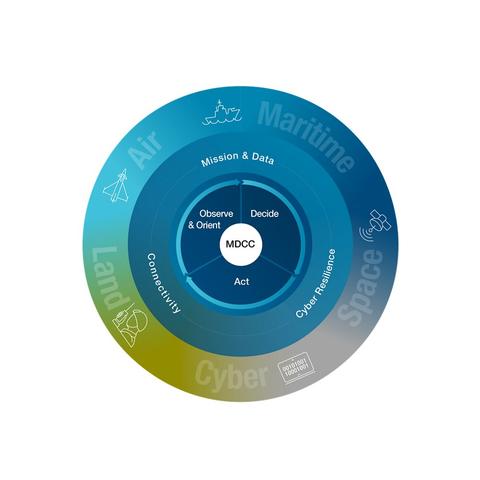 Air
Maritime
Mission & Data
Observe
& Orient
Decide
MDCC
Act
Land
Connectivity
Cyber Resilience
Space
Cyber
00101001
10001001